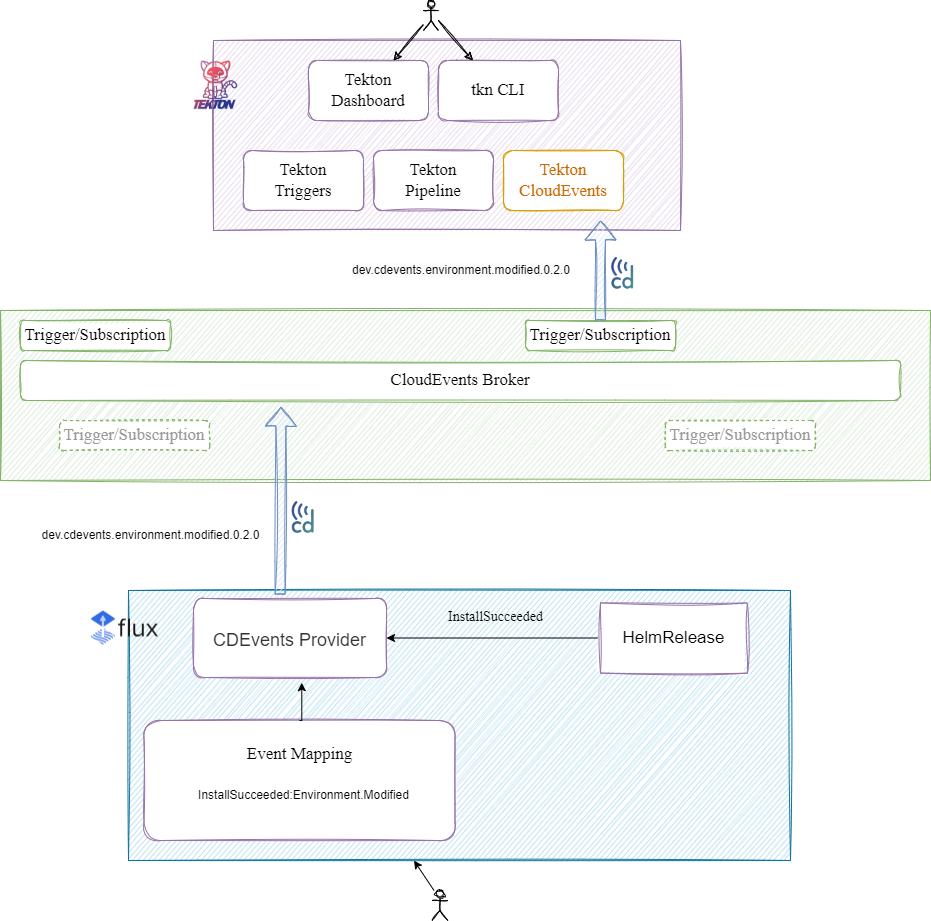 Tekton
Dashboard
tkn CLI
TEKTON
Tekton
Triggers
Tekton
Pipeline
Tekton
CloudEvents
dev.cdevents.environment.modified.0.2.0
cd
Trigger/Subscription
Trigger/Subscription
CloudEvents Broker
Trigger/Subscription
Trigger/Subscription
cd
dev.cdevents.environment.modified.0.2.0
flux
CDEvents Provider
InstallSucceeded
HelmRelease
Event Mapping
InstallSucceeded:Environment.Modified